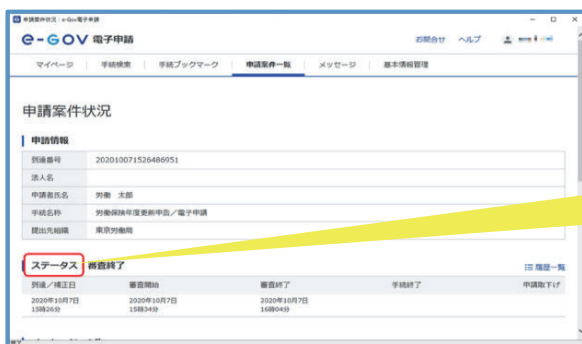 申請案件状況｜e-Gov電子申請
e-GOV 電子申請
お問合せ ヘルプ
マイページ 手続検索 手続ブックマーク 申請案件一覧 メッセージ 基本情報管理
申請案件状況
申請情報
到達番号 202010071526486951
法人名
申請者氏名 労働 太郎
手続名称 労働保険年度更新申告／電子申請
提出先組織 東京労働局
ステータス 審査終了
履歴一覧
到達／補正日 審査開始 審査終了 手続終了 申請取下げ
2020年10月7日 2020年10月7日 2020年10月7日
15時26分 15時34分 16時04分